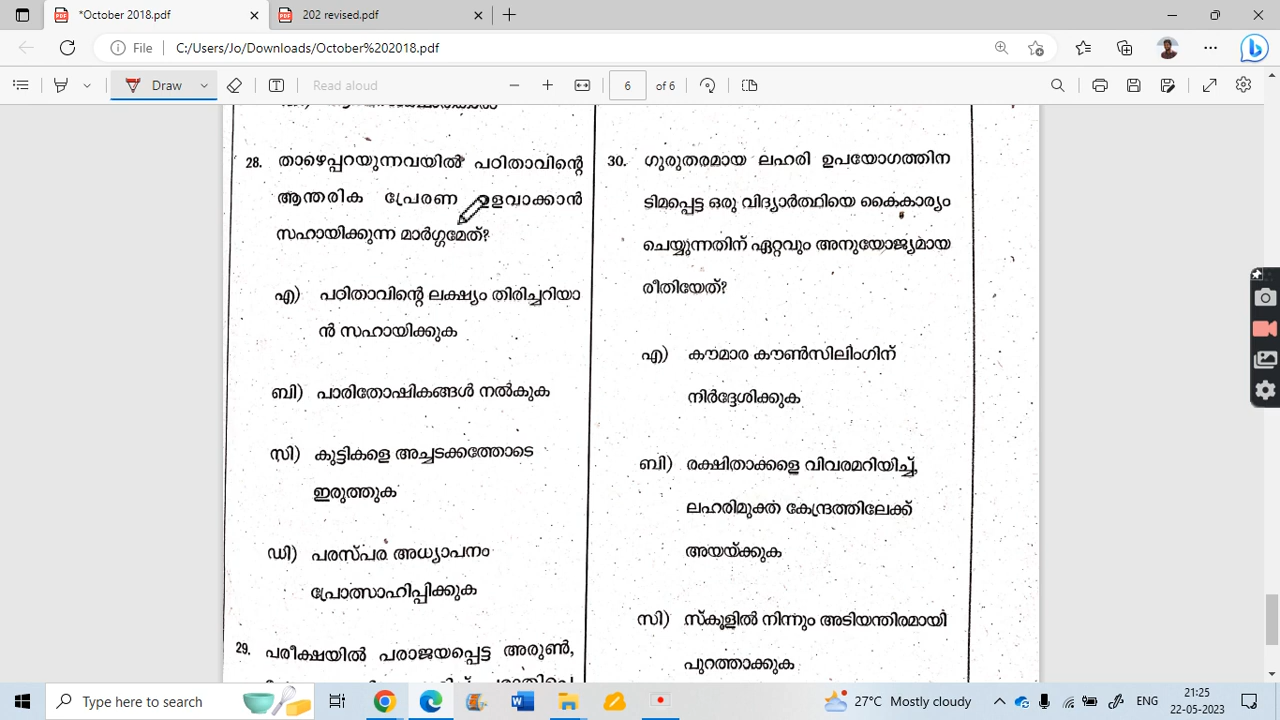 *October 2018.pdf
202 revised.pdf
File
C:/Users/Jo/Downloads/October%202018.pdf
Draw
Read aloud
6 of 6
28. താഴെപ്പറയുന്നവയിൽ പഠിതാവിന്റെ
ആന്തരിക പ്രേരണ ഉളവാക്കാൻ
സഹായിക്കുന്ന മാർഗ്ഗമേത്?
എ) പഠിതാവിന്റെ ലക്ഷ്യം തിരിച്ചറിയാ
ൻ സഹായിക്കുക
ബി) പാരിതോഷികങ്ങൾ നൽകുക
സി) കുട്ടികളെ അച്ചടക്കത്തോടെ
ഇരുത്തുക
ഡി) പരസ്പര അധ്യാപനം
പ്രോത്സാഹിപ്പിക്കുക
29. പരീക്ഷയിൽ പരാജയപ്പെട്ട അരുൺ,
30. ഗുരുതരമായ ലഹരി ഉപയോഗത്തിന
ടിമപ്പെട്ട ഒരു വിദ്യാർത്ഥിയെ കൈകാര്യം
ചെയ്യുന്നതിന് ഏറ്റവും അനുയോജ്യമായ
രീതിയേത്?
എ) കൗമാര കൗൺസിലിംഗിന്
നിർദ്ദേശിക്കുക
ബി) രക്ഷിതാക്കളെ വിവരമറിയിച്ച്,
ലഹരിമുക്ത കേന്ദ്രത്തിലേക്ക്
അയയ്ക്കുക
സി) സ്കൂളിൽ നിന്നും അടിയന്തിരമായി
പുറത്താക്കുക
Type here to search
27°C Mostly cloudy
ENG
21:25
22-05-2023